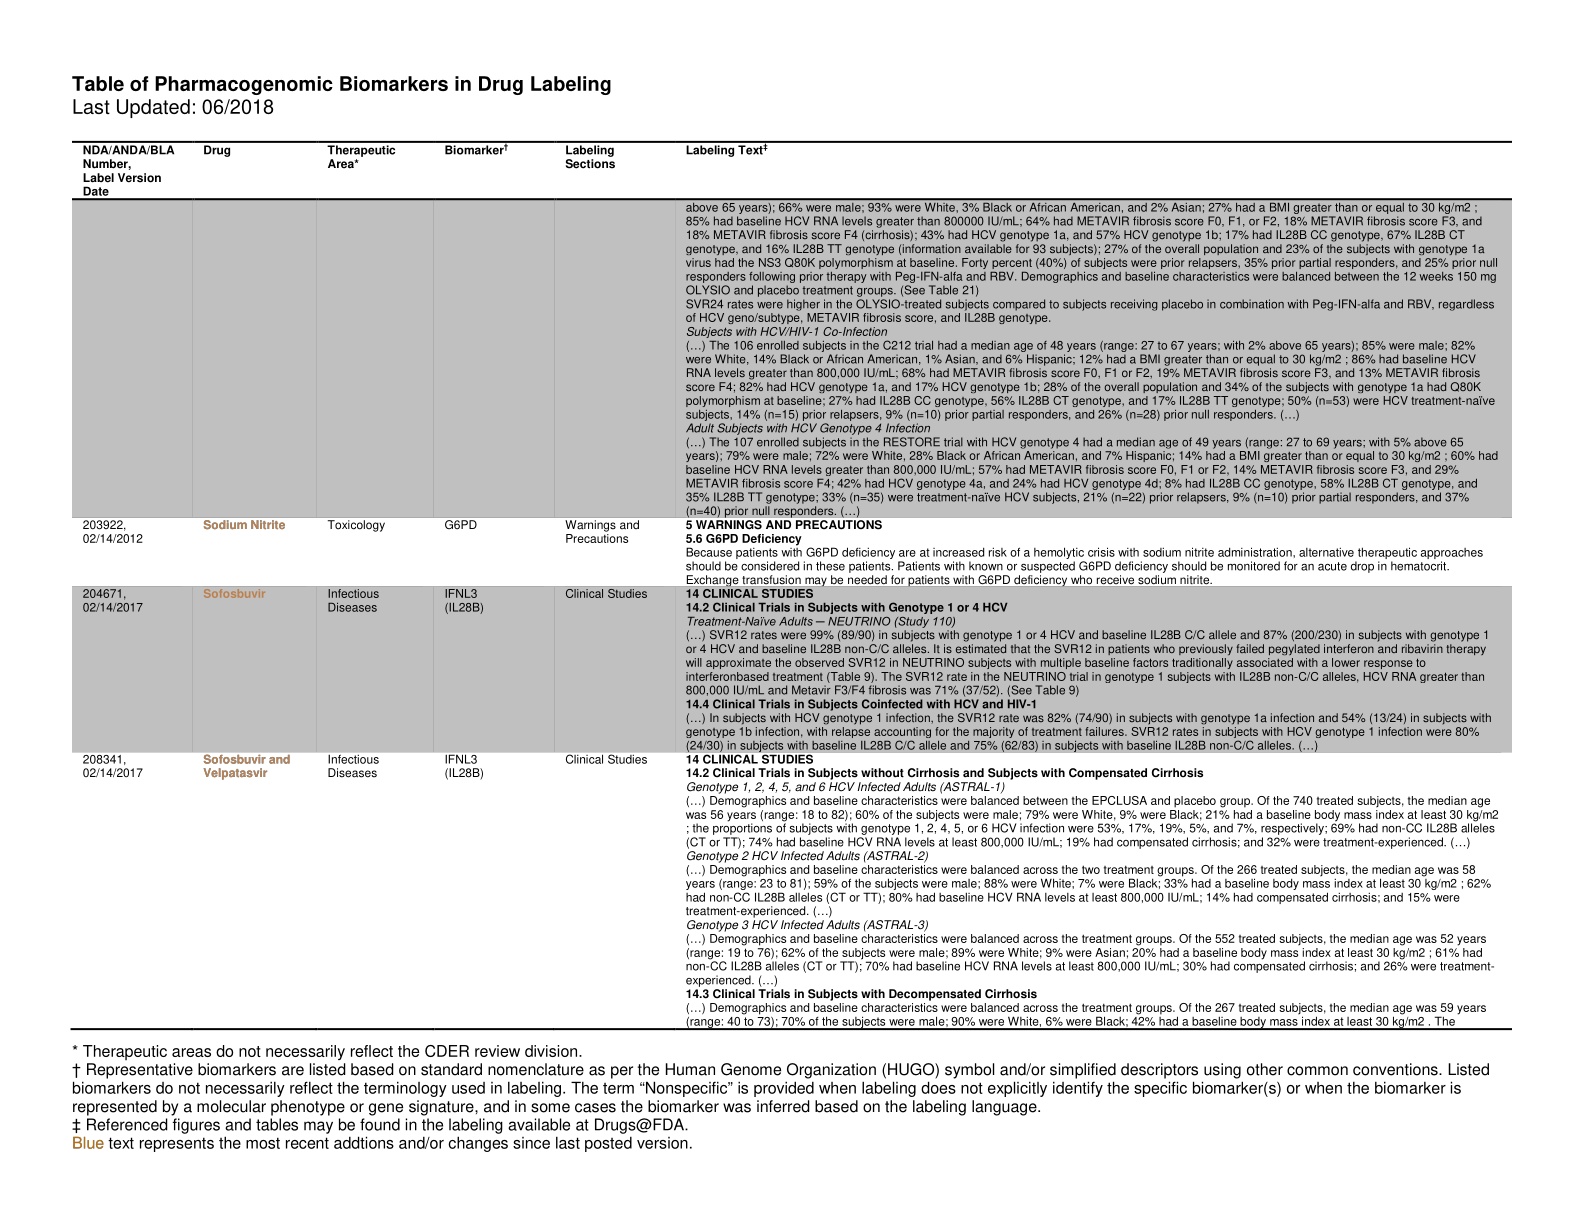 Table of Pharmacogenomic Biomarkers in Drug Labeling
Last Updated: 06/2018
NDA/ANDA/BLA Number, Label Version Date
Drug
Therapeutic Area*
Biomarker†
Labeling Sections
Labeling Text‡
above 65 years); 66% were male; 93% were White, 3% Black or African American, and 2% Asian; 27% had a BMI greater than or equal to 30 kg/m2 ;
85% had baseline HCV RNA levels greater than 800000 IU/mL; 64% had METAVIR fibrosis score F0, F1, or F2, 18% METAVIR fibrosis score F3, and
18% METAVIR fibrosis score F4 (cirrhosis); 43% had HCV genotype 1a, and 57% HCV genotype 1b; 17% had IL28B CC genotype, 67% IL28B CT
genotype, and 16% IL28B TT genotype (information available for 93 subjects); 27% of the overall population and 23% of the subjects with genotype 1a
virus had the NS3 Q80K polymorphism at baseline. Forty percent (40%) of subjects were prior relapsers, 35% prior partial responders, and 25% prior null
responders following prior therapy with Peg-IFN-alfa and RBV. Demographics and baseline characteristics were balanced between the 12 weeks 150 mg
OLYSIO and placebo treatment groups. (See Table 21)
SVR24 rates were higher in the OLYSIO-treated subjects compared to subjects receiving placebo in combination with Peg-IFN-alfa and RBV, regardless
of HCV geno/subtype, METAVIR fibrosis score, and IL28B genotype.
Subjects with HCV/HIV-1 Co-Infection
(…) The 106 enrolled subjects in the C212 trial had a median age of 48 years (range: 27 to 67 years; with 2% above 65 years); 85% were male; 82%
were White, 14% Black or African American, 1% Asian, and 6% Hispanic; 12% had a BMI greater than or equal to 30 kg/m2 ; 86% had baseline HCV
RNA levels greater than 800,000 IU/mL; 68% had METAVIR fibrosis score F0, F1 or F2, 19% METAVIR fibrosis score F3, and 13% METAVIR fibrosis
score F4; 82% had HCV genotype 1a, and 17% HCV genotype 1b; 28% of the overall population and 34% of the subjects with genotype 1a had Q80K
polymorphism at baseline; 27% had IL28B CC genotype, 56% IL28B CT genotype, and 17% IL28B TT genotype; 50% (n=53) were HCV treatment-naïve
subjects, 14% (n=15) prior relapsers, 9% (n=10) prior partial responders, and 26% (n=28) prior null responders. (…)
Adult Subjects with HCV Genotype 4 Infection
(…) The 107 enrolled subjects in the RESTORE trial with HCV genotype 4 had a median age of 49 years (range: 27 to 69 years; with 5% above 65
years); 79% were male; 72% were White, 28% Black or African American, and 7% Hispanic; 14% had a BMI greater than or equal to 30 kg/m2 ; 60% had
baseline HCV RNA levels greater than 800,000 IU/mL; 57% had METAVIR fibrosis score F0, F1 or F2, 14% METAVIR fibrosis score F3, and 29%
METAVIR fibrosis score F4; 42% had HCV genotype 4a, and 24% had HCV genotype 4d; 8% had IL28B CC genotype, 58% IL28B CT genotype, and
35% IL28B TT genotype; 33% (n=35) were treatment-naïve HCV subjects, 21% (n=22) prior relapsers, 9% (n=10) prior partial responders, and 37%
(n=40) prior null responders. (…)
203922,
02/14/2012
Sodium Nitrite
Toxicology
G6PD
Warnings and
Precautions
5 WARNINGS AND PRECAUTIONS
5.6 G6PD Deficiency
Because patients with G6PD deficiency are at increased risk of a hemolytic crisis with sodium nitrite administration, alternative therapeutic approaches
should be considered in these patients. Patients with known or suspected G6PD deficiency should be monitored for an acute drop in hematocrit.
Exchange transfusion may be needed for patients with G6PD deficiency who receive sodium nitrite.
204671,
02/14/2017
Sofosbuvir
Infectious
Diseases
IFNL3
(IL28B)
Clinical Studies
14 CLINICAL STUDIES
14.2 Clinical Trials in Subjects with Genotype 1 or 4 HCV
Treatment-Naïve Adults ─ NEUTRINO (Study 110)
(…) SVR12 rates were 99% (89/90) in subjects with genotype 1 or 4 HCV and baseline IL28B C/C allele and 87% (200/230) in subjects with genotype 1
or 4 HCV and baseline IL28B non-C/C alleles. It is estimated that the SVR12 in patients who previously failed pegylated interferon and ribavirin therapy
will approximate the observed SVR12 in NEUTRINO subjects with multiple baseline factors traditionally associated with a lower response to
interferonbased treatment (Table 9). The SVR12 rate in the NEUTRINO trial in genotype 1 subjects with IL28B non-C/C alleles, HCV RNA greater than
800,000 IU/mL and Metavir F3/F4 fibrosis was 71% (37/52). (See Table 9)
14.4 Clinical Trials in Subjects Coinfected with HCV and HIV-1
(…) In subjects with HCV genotype 1 infection, the SVR12 rate was 82% (74/90) in subjects with genotype 1a infection and 54% (13/24) in subjects with
genotype 1b infection, with relapse accounting for the majority of treatment failures. SVR12 rates in subjects with HCV genotype 1 infection were 80%
(24/30) in subjects with baseline IL28B C/C allele and 75% (62/83) in subjects with baseline IL28B non-C/C alleles. (…)
208341,
02/14/2017
Sofosbuvir and
Velpatasvir
Infectious
Diseases
IFNL3
(IL28B)
Clinical Studies
14 CLINICAL STUDIES
14.2 Clinical Trials in Subjects without Cirrhosis and Subjects with Compensated Cirrhosis
Genotype 1, 2, 4, 5, and 6 HCV Infected Adults (ASTRAL-1)
(…) Demographics and baseline characteristics were balanced between the EPCLUSA and placebo group. Of the 740 treated subjects, the median age
was 56 years (range: 18 to 82); 60% of the subjects were male; 79% were White, 9% were Black; 21% had a baseline body mass index at least 30 kg/m2
; the proportions of subjects with genotype 1, 2, 4, 5, or 6 HCV infection were 53%, 17%, 19%, 5%, and 7%, respectively; 69% had non-CC IL28B alleles
(CT or TT); 74% had baseline HCV RNA levels at least 800,000 IU/mL; 19% had compensated cirrhosis; and 32% were treatment-experienced. (…)
Genotype 2 HCV Infected Adults (ASTRAL-2)
(…) Demographics and baseline characteristics were balanced across the two treatment groups. Of the 266 treated subjects, the median age was 58
years (range: 23 to 81); 59% of the subjects were male; 88% were White; 7% were Black; 33% had a baseline body mass index at least 30 kg/m2 ; 62%
had non-CC IL28B alleles (CT or TT); 80% had baseline HCV RNA levels at least 800,000 IU/mL; 14% had compensated cirrhosis; and 15% were
treatment-experienced. (…)
Genotype 3 HCV Infected Adults (ASTRAL-3)
(…) Demographics and baseline characteristics were balanced across the treatment groups. Of the 552 treated subjects, the median age was 52 years
(range: 19 to 76); 62% of the subjects were male; 89% were White; 9% were Asian; 20% had a baseline body mass index at least 30 kg/m2 ; 61% had
non-CC IL28B alleles (CT or TT); 70% had baseline HCV RNA levels at least 800,000 IU/mL; 30% had compensated cirrhosis; and 26% were treatment-
experienced. (…)
14.3 Clinical Trials in Subjects with Decompensated Cirrhosis
(…) Demographics and baseline characteristics were balanced across the treatment groups. Of the 267 treated subjects, the median age was 59 years
(range: 40 to 73); 70% of the subjects were male; 90% were White, 6% were Black; 42% had a baseline body mass index at least 30 kg/m2 . The
* Therapeutic areas do not necessarily reflect the CDER review division.
† Representative biomarkers are listed based on standard nomenclature as per the Human Genome Organization (HUGO) symbol and/or simplified descriptors using other common conventions. Listed
biomarkers do not necessarily reflect the terminology used in labeling. The term “Nonspecific” is provided when labeling does not explicitly identify the specific biomarker(s) or when the biomarker is
represented by a molecular phenotype or gene signature, and in some cases the biomarker was inferred based on the labeling language.
‡ Referenced figures and tables may be found in the labeling available at Drugs@FDA.
Blue text represents the most recent addtions and/or changes since last posted version.